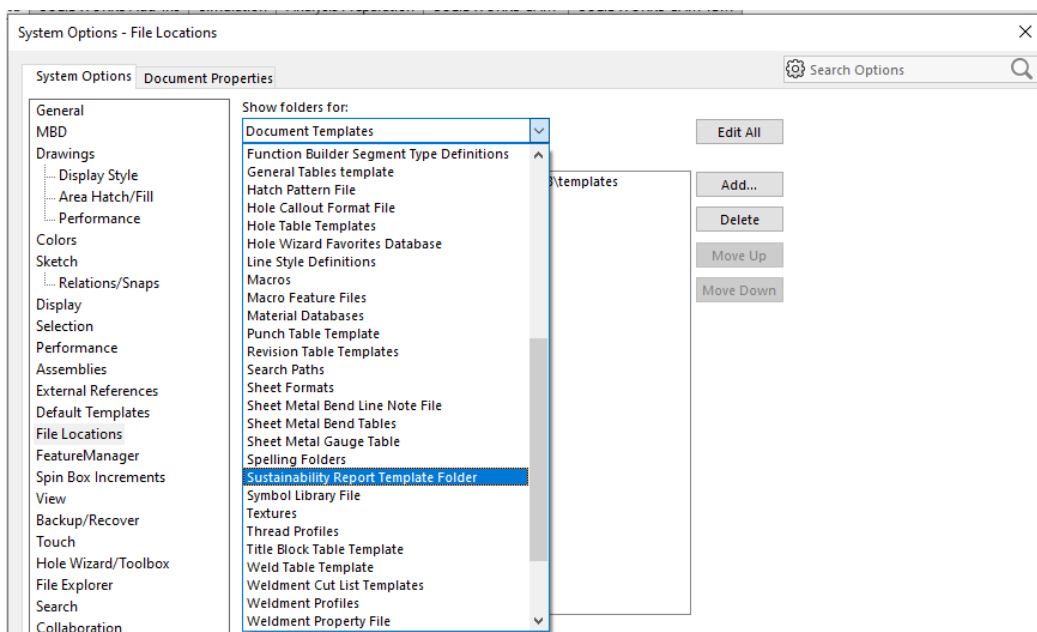 System Options - File Locations
System Options
Document Properties
Search Options
General
MBD
Drawings
Display Style
Area Hatch/Fill
Performance
Colors
Sketch
Relations/Snaps
Display
Selection
Performance
Assemblies
External References
Default Templates
File Locations
FeatureManager
Spin Box Increments
View
Backup/Recover
Touch
Hole Wizard/Toolbox
File Explorer
Search
Collaboration
Show folders for:
Document Templates
Function Builder Segment Type Definitions
General Tables template
Hatch Pattern File
Hole Callout Format File
Hole Table Templates
Hole Wizard Favorites Database
Line Style Definitions
Macros
Macro Feature Files
Material Databases
Punch Table Template
Revision Table Templates
Search Paths
Sheet Formats
Sheet Metal Bend Line Note File
Sheet Metal Bend Tables
Sheet Metal Gauge Table
Spelling Folders
Sustainability Report Template Folder
Symbol Library File
Textures
Thread Profiles
Title Block Table Template
Weld Table Template
Weldment Cut List Templates
Weldment Profiles
Weldment Property File
\templates
Edit All
Add...
Delete
Move Up
Move Down